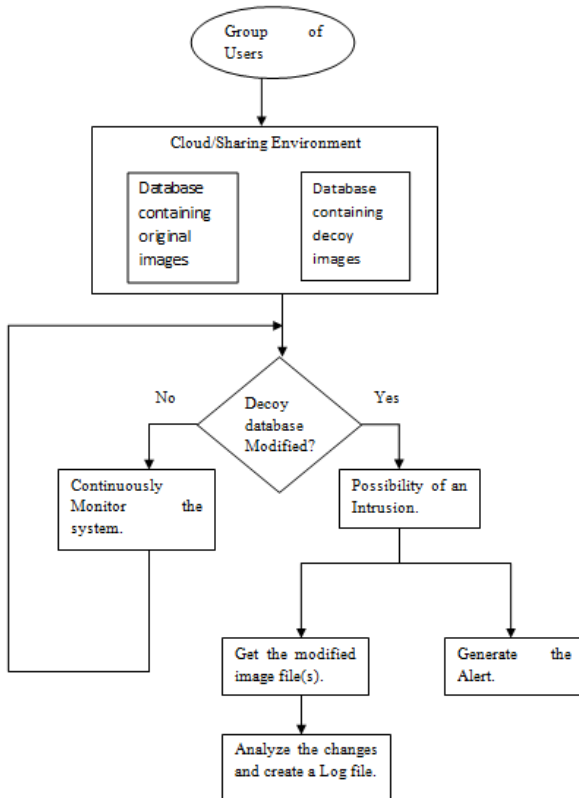 Group of
Users
Cloud/Sharing Environment
Database
containing
original
images
Database
containing
decoy
images
No
Yes
Decoy
database
Modified?
Continuously
Monitor the
system.
Possibility of an
Intrusion.
Get the modified
image file(s).
Generate the
Alert.
Analyze the changes
and create a Log file.